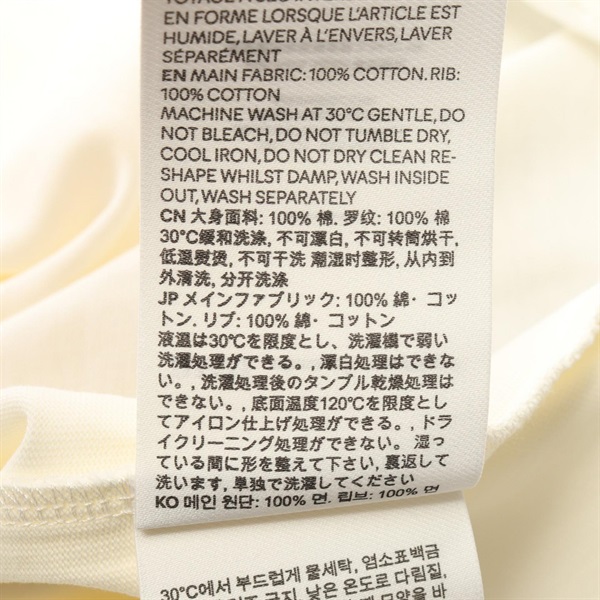 EN FORME LORSQUE L'ARTICLE EST
HUMIDE, LAVER À L'ENVERS, LAVER
SÉPARÉMENT
EN MAIN FABRIC: 100% COTTON. RIB:
100% COTTON
MACHINE WASH AT 30°C GENTLE, DO
NOT BLEACH, DO NOT TUMBLE DRY,
COOL IRON, DO NOT DRY CLEAN RE-
SHAPE WHILST DAMP, WASH INSIDE
OUT, WASH SEPARATELY
CN 大身面料: 100% 棉. 罗纹: 100% 棉
30°C缓和洗涤, 不可漂白, 不可转筒烘干,
低温熨烫, 不可干洗 潮湿时整形, 从内到
外清洗, 分开洗涤
JP メインファブリック: 100% 綿・コッ
トン. リブ: 100% 綿・コットン
液温は30℃を限度とし、洗濯機で弱い
洗濯処理ができる。, 漂白処理はできな
い。, 洗濯処理後のタンブル乾燥処理は
できない。, 底面温度120℃を限度とし
てアイロン仕上げ処理ができる。, ドラ
イクリーニング処理ができない。 湿っ
ている間に形を整えて下さい, 裏返して
洗います, 単独で洗濯してください
KO 메인 원단: 100% 면. 립브: 100% 면
30°C에서 부드럽게 물세탁, 염소표백금
낮은 온도로 다림질,
모양을 바